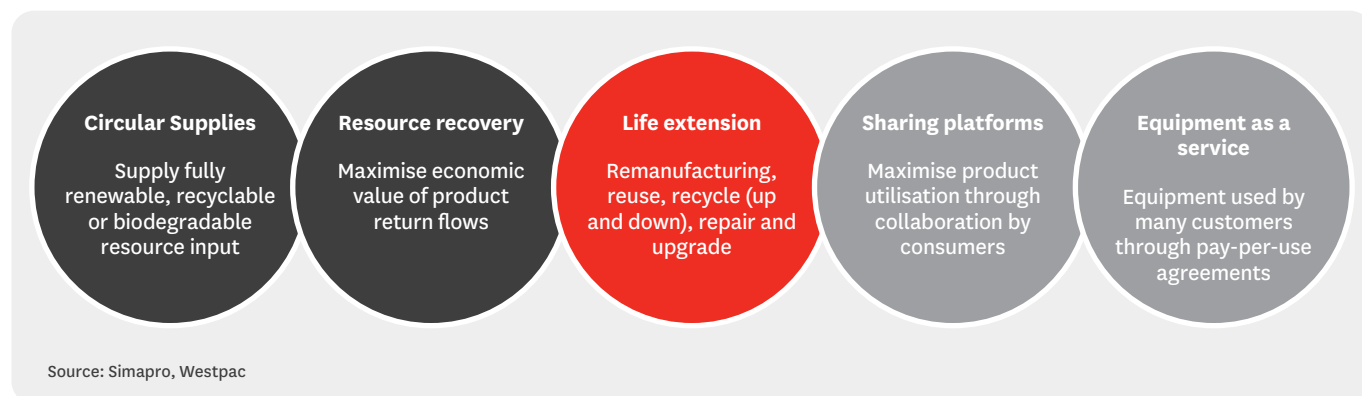 Circular Supplies
Supply fully
renewable, recyclable
or biodegradable
resource input
Resource recovery
Maximise economic
value of product
return flows
Life extension
Remanufacturing,
reuse, recycle (up
and down), repair and
upgrade
Sharing platforms
Maximise product
utilisation through
collaboration by
consumers
Equipment as a
service
Equipment used by
many customers
through pay-per-use
agreements
Source: Simapro, Westpac